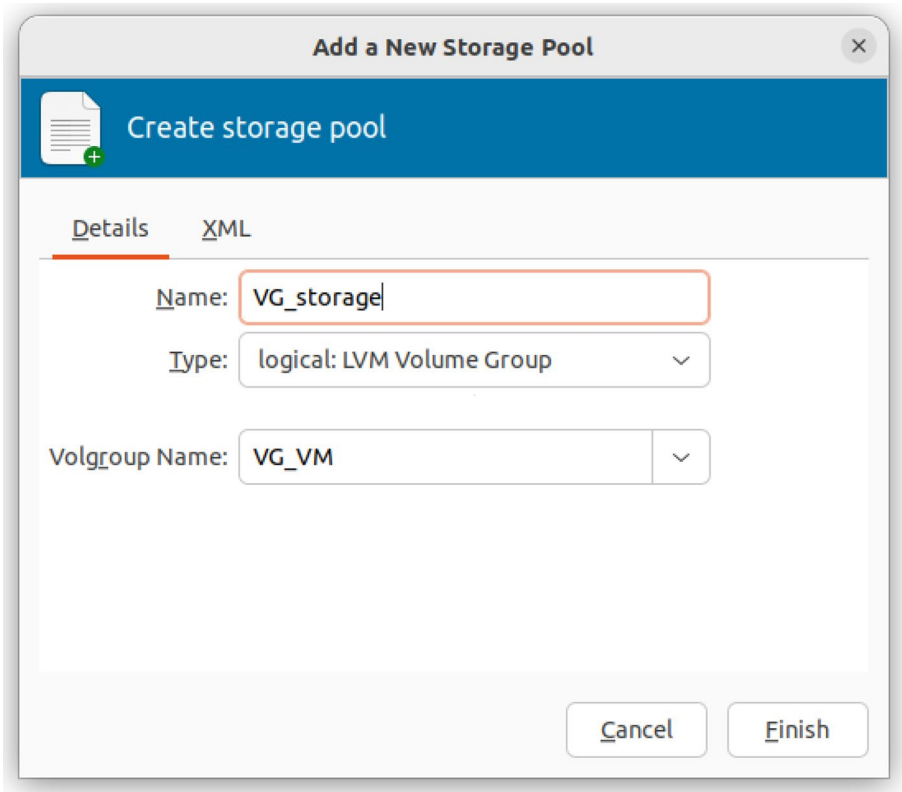 Add a New Storage Pool
Create storage pool
Details XML
Name: VG_storage
Type: logical: LVM Volume Group
Volgroup Name: VG_VM
Cancel Finish